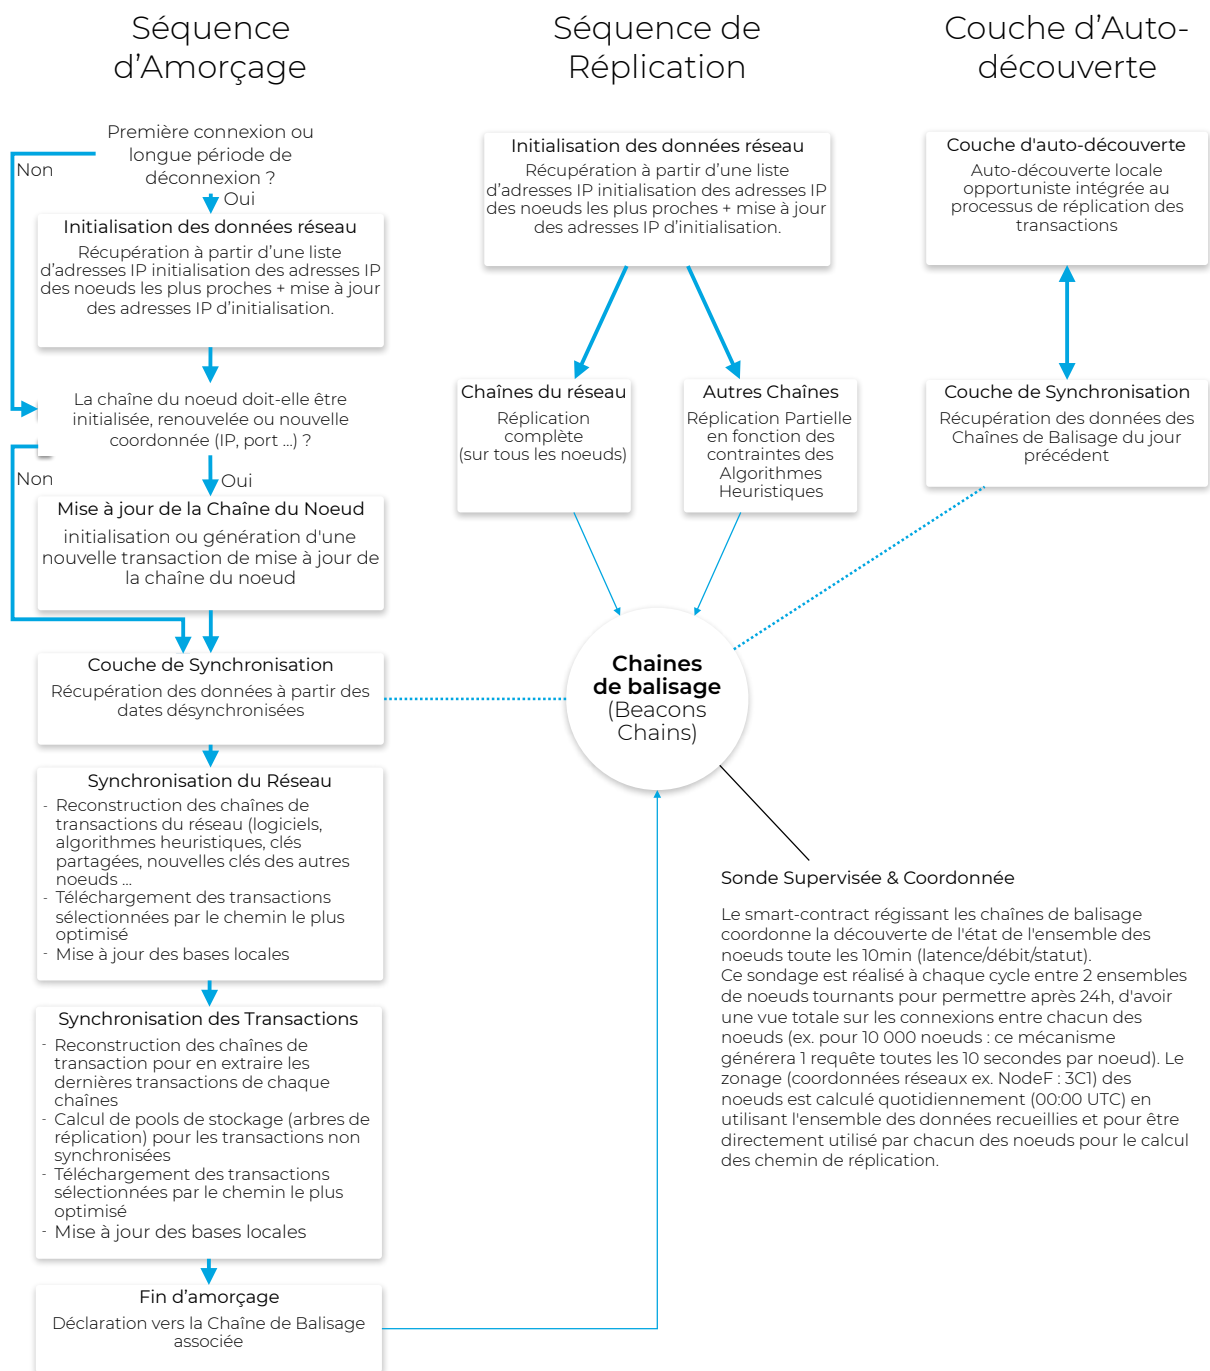 Séquence
d'Amorçage
Première connexion ou
longue période de
déconnexion ?
Non
Oui
Initialisation des données réseau
Récupération à partir d'une liste
d'adresses IP initialisation des adresses IP
des noeuds les plus proches + mise à jour
des adresses IP d'initialisation.
La chaîne du noeud doit-elle être
initialisée, renouvelée ou nouvelle
coordonnée (IP, port ...) ?
Non
Oui
Mise à jour de la Chaîne du Noeud
initialisation ou génération d'une
nouvelle transaction de mise à jour de
la chaîne du noeud
Couche de Synchronisation
Récupération des données à partir des
dates désynchronisées
Synchronisation du Réseau
- Reconstruction des chaînes de
transactions du réseau (logiciels,
algorithmes heuristiques, clés
partagées, nouvelles clés des autres
noeuds ...
- Téléchargement des transactions
sélectionnées par le chemin le plus
optimisé
- Mise à jour des bases locales
Synchronisation des Transactions
- Reconstruction des chaînes de
transaction pour en extraire les
dernières transactions de chaque
chaînes
- Calcul de pools de stockage (arbres de
réplication) pour les transactions non
synchronisées
- Téléchargement des transactions
sélectionnées par le chemin le plus
optimisé
- Mise à jour des bases locales
Fin d'amorçage
Déclaration vers la Chaîne de Balisage
associée
Séquence de
Réplication
Initialisation des données réseau
Récupération à partir d'une liste
d'adresses IP initialisation des adresses IP
des noeuds les plus proches + mise à jour
des adresses IP d'initialisation.
Chaînes du réseau
Réplication
complète
(sur tous les noeuds)
Autres Chaînes
Réplication Partielle
en fonction des
contraintes des
Algorithmes
Heuristiques
Chaines
de balisage
(Beacons
Chains)
Couche d'Auto-
découverte
Couche d'auto-découverte
Auto-découverte locale
opportuniste intégrée au
processus de réplication des
transactions
Couche de Synchronisation
Récupération des données des
Chaînes de Balisage du jour
précédent
Sonde Supervisée & Coordonnée
Le smart-contract régissant les chaînes de balisage
coordonne la découverte de l'état de l'ensemble des
noeuds toute les 10min (latence/débit/statut).
Ce sondage est réalisé à chaque cycle entre 2 ensembles
de noeuds tournants pour permettre après 24h, d'avoir
une vue totale sur les connexions entre chacun des
noeuds (ex. pour 10 000 noeuds : ce mécanisme
générera 1 requête toutes les 10 secondes par noeud). Le
zonage (coordonnées réseaux ex. NodeF : 3C1) des
noeuds est calculé quotidiennement (00:00 UTC) en
utilisant l'ensemble des données recueillies et pour être
directement utilisé par chacun des noeuds pour le calcul
des chemin de réplication.